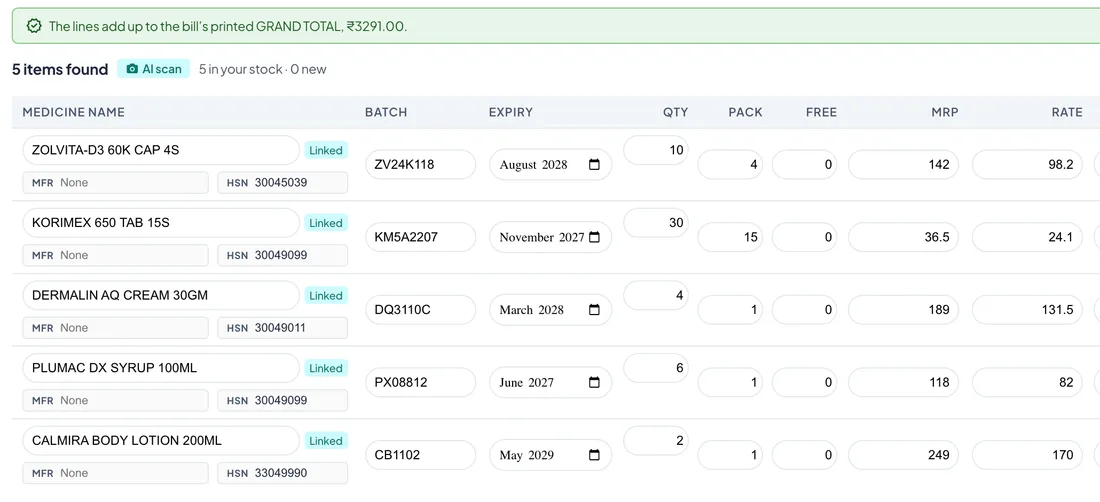 The lines add up to the bill's printed GRAND TOTAL, ₹3291.00.
5 items found AI scan 5 in your stock · 0 new
MEDICINE NAME BATCH EXPIRY QTY PACK FREE MRP RATE
ZOLVITA-D3 60K CAP 4S Linked ZV24K118 August 2028 10 4 0 142 98.2
MFR None HSN 30045039
KORIMEX 650 TAB 15S Linked KM5A2207 November 2027 30 15 0 36.5 24.1
MFR None HSN 30049099
DERMALIN AQ CREAM 30GM Linked DQ3110C March 2028 4 1 0 189 131.5
MFR None HSN 30049011
PLUMAC DX SYRUP 100ML Linked PX08812 June 2027 6 1 0 118 82
MFR None HSN 30049099
CALMIRA BODY LOTION 200ML Linked CB1102 May 2029 2 1 0 249 170
MFR None HSN 33049990